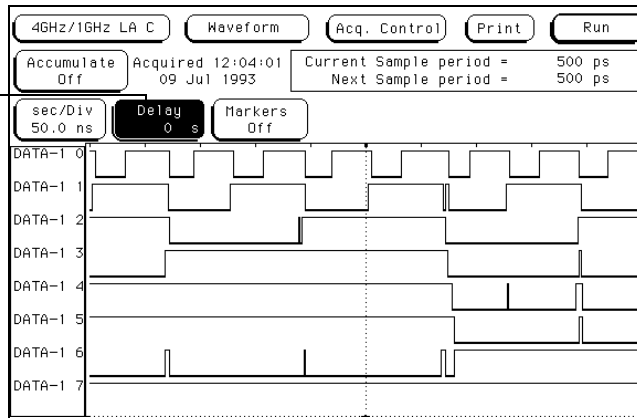 4GHz/1GHz LA C Waveform Acq. Control Print Run
Accumulate Off Acquired 12:04:01 09 Jul 1993 Current Sample period = 500 ps
Next Sample period = 500 ps
sec/Div 50.0 ns Delay 0 s Markers Off
DATA-1 0
DATA-1 1
DATA-1 2
DATA-1 3
DATA-1 4
DATA-1 5
DATA-1 6
DATA-1 7